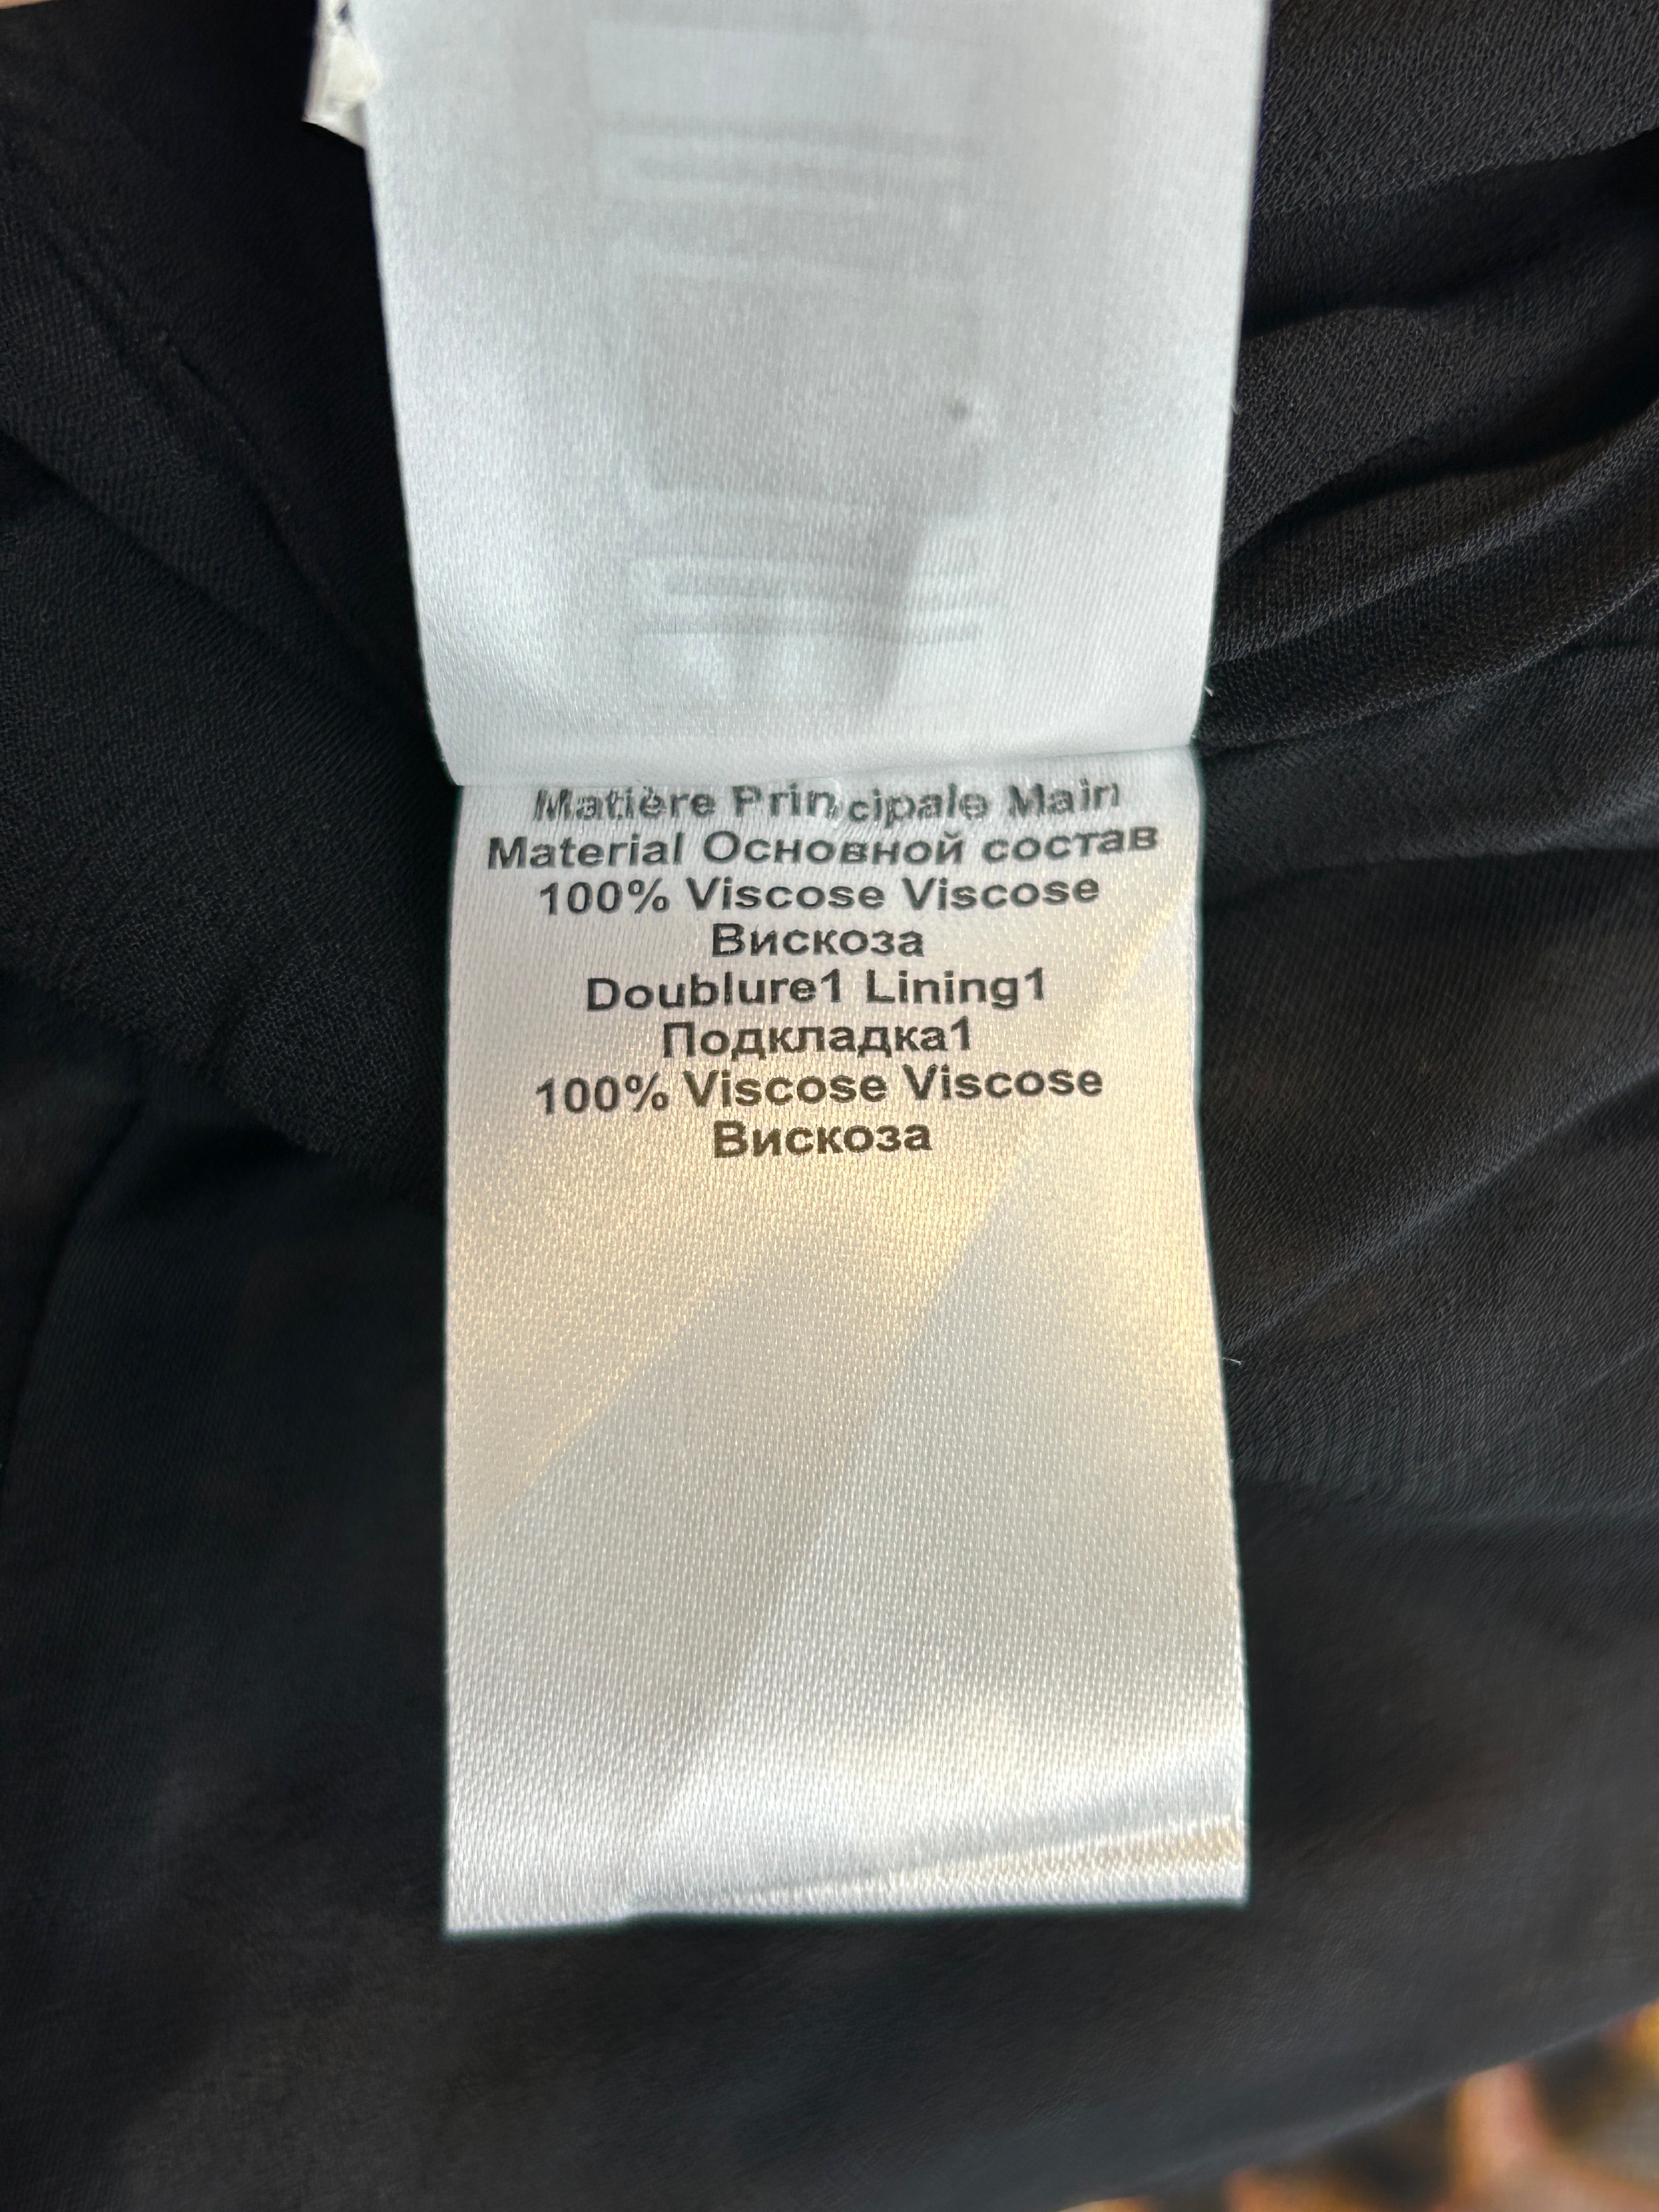 Matière Principale Main
Material Основной состав
100% Viscose Viscose
Вискоза
Doublure1 Lining1
Подкладка1
100% Viscose Viscose
Вискоза